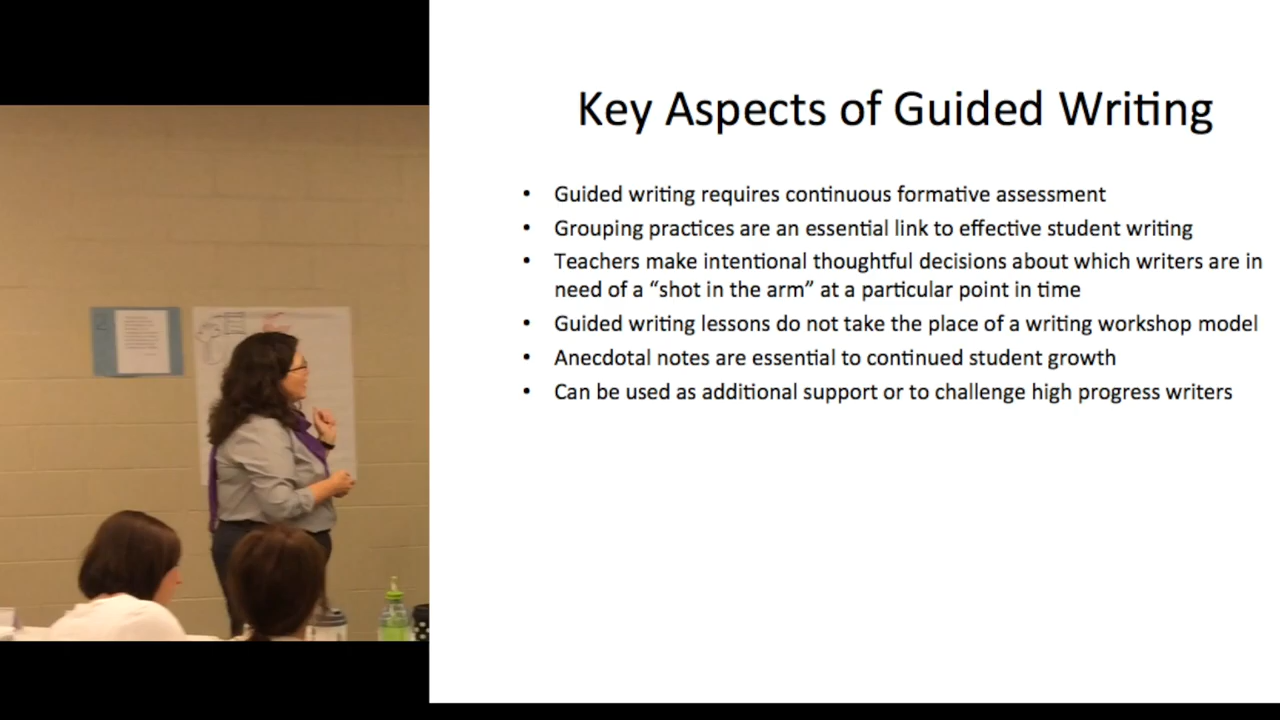 Key Aspects of Guided Writing
• Guided writing requires continuous formative assessment
• Grouping practices are an essential link to effective student writing
• Teachers make intentional thoughtful decisions about which writers are in
need of a “shot in the arm” at a particular point in time
• Guided writing lessons do not take the place of a writing workshop model
• Anecdotal notes are essential to continued student growth
• Can be used as additional support or to challenge high progress writers